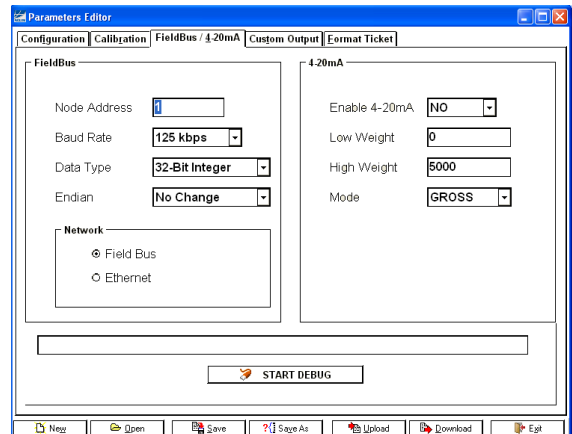 Parameters Editor
Configuration Calibration FieldBus / 4-20mA Custom Output Format Ticket
FieldBus
Node Address 1
Baud Rate 125 kbps
Data Type 32-Bit Integer
Endian No Change
Network
Field Bus
Ethernet
4-20mA
Enable 4-20mA NO
Low Weight 0
High Weight 5000
Mode GROSS
START DEBUG
New Open Save Save As Upload Download Exit